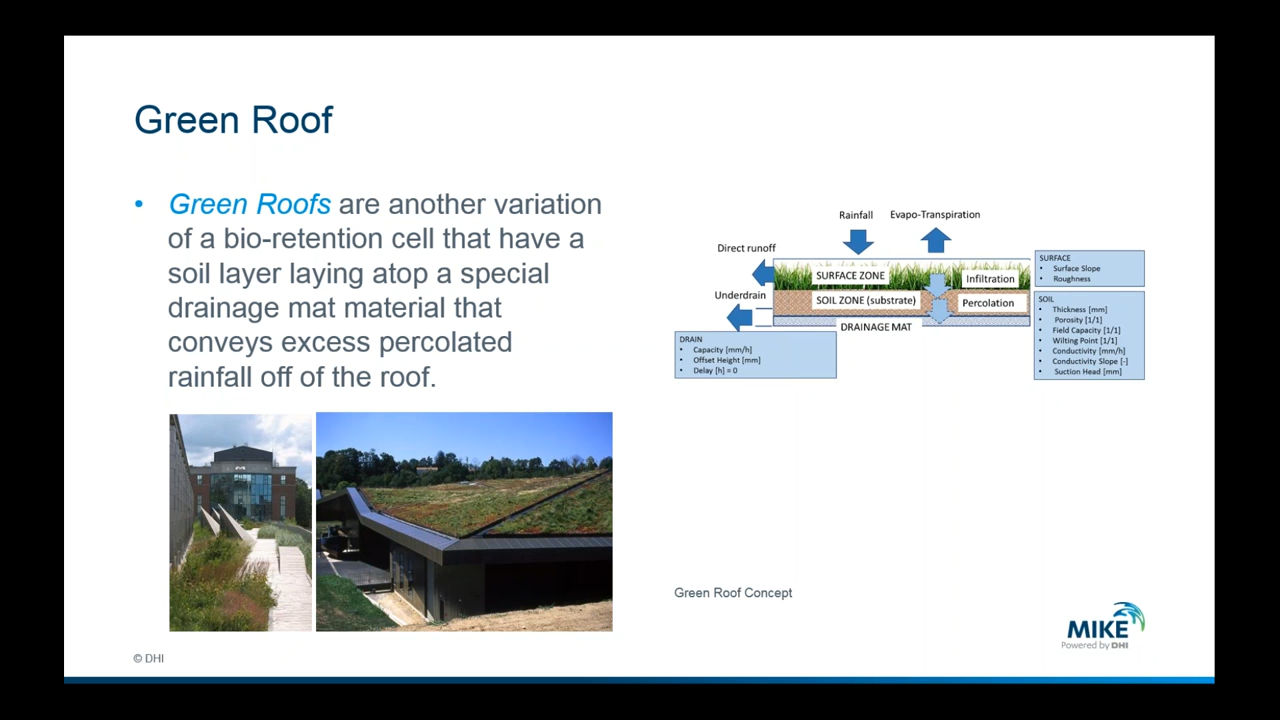 Green Roof
• Green Roofs are another variation
of a bio-retention cell that have a
soil layer laying atop a special
drainage mat material that
conveys excess percolated
rainfall off of the roof.
Rainfall
Evapo-Transpiration
Direct runoff
SURFACE ZONE
Infiltration
Underdrain
SOIL ZONE (substrate)
Percolation
DRAINAGE MAT
SURFACE
• Surface Slope
• Roughness
SOIL
• Thickness [mm]
• Porosity [1/1]
• Field Capacity [1/1]
• Wilting Point [1/1]
• Conductivity [mm/h]
• Conductivity Slope [-]
• Suction Head [mm]
DRAIN
• Capacity [mm/h]
• Offset Height [mm]
• Delay [h] = 0
Green Roof Concept
MIKE
Powered by DHI
© DHI